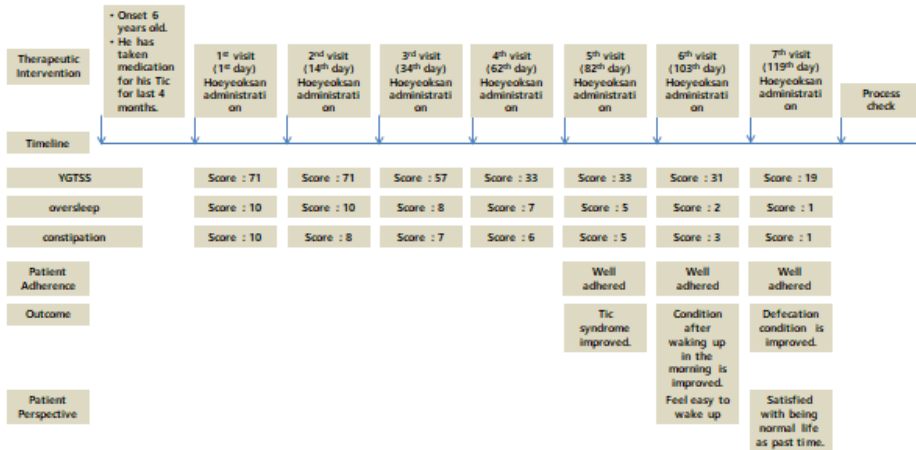 • Onset 6
years old.
• He has
taken
medication
for his Tic
for last 4
months.
Therapeutic
Intervention
1st visit
(1st day)
Hoeyeoksan
administrati
on
2nd visit
(14th day)
Hoeyeoksan
administrati
on
3rd visit
(34th day)
Hoeyeoksan
administrati
on
4th visit
(62th day)
Hoeyeoksan
administrati
on
5th visit
(82th day)
Hoeyeoksan
administrati
on
6th visit
(103th day)
Hoeyeoksan
administrati
on
7th visit
(119th day)
Hoeyeoksan
administrati
on
Process
check
Timeline
YGTSS Score : 71 Score : 71 Score : 57 Score : 33 Score : 33 Score : 31 Score : 19
oversleep Score : 10 Score : 10 Score : 8 Score : 7 Score : 5 Score : 2 Score : 1
constipation Score : 10 Score : 8 Score : 7 Score : 6 Score : 5 Score : 3 Score : 1
Patient
Adherence
Well
adhered
Well
adhered
Well
adhered
Outcome
Tic
syndrome
improved.
Condition
after
waking up
in the
morning is
improved.
Defecation
condition is
improved.
Patient
Perspective
Feel easy to
wake up
Satisfied
with being
normal life
as past time.